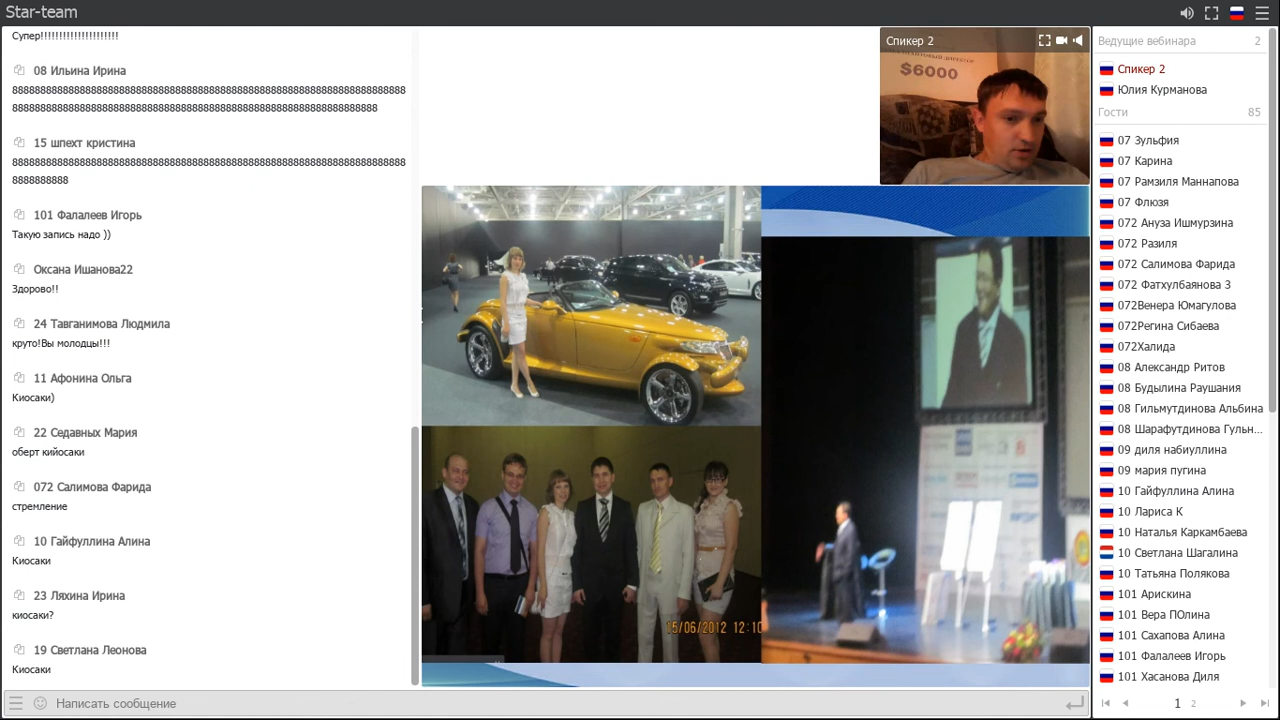 Star-team
Супер!!!!!!!!!!!!!!!!!!!!!
08 Ильина Ирина
15 шпехт кристина
101 Фалалеев Игорь
Такую запись надо ))
Оксана Ишанова22
Здорово!!
24 Тавганимова Людмила
круто!Вы молодцы!!!
11 Афонина Ольга
Киосаки)
22 Седавных Мария
оберт кийосаки
072 Салимова Фарида
стремление
10 Гайфуллина Алина
Киосаки
23 Ляхина Ирина
киосаки?
19 Светлана Леонова
Киосаки
Написать сообщение
Спикер 2
$6000
15/06/2012 12:10
Ведущие вебинара 2
Спикер 2
Юлия Курманова
Гости 85
07 Зульфия
07 Карина
07 Рамзиля Маннапова
07 Флюзя
072 Ануза Ишмурзина
072 Разиля
072 Салимова Фарида
072 Фатхулбаянова З
072Венера Юмагулова
072Регина Сибаева
072Халида
08 Александр Ритов
08 Будылина Раушания
08 Гильмутдинова Альбина
08 Шарафутдинова Гульн...
09 диля набиуллина
09 мария пугина
10 Гайфуллина Алина
10 Лариса К
10 Наталья Каркамбаева
10 Светлана Шагалина
10 Татьяна Полякова
101 Арискина
101 Вера ПОлина
101 Сахапова Алина
101 Фалалеев Игорь
101 Хасанова Диля
1 2